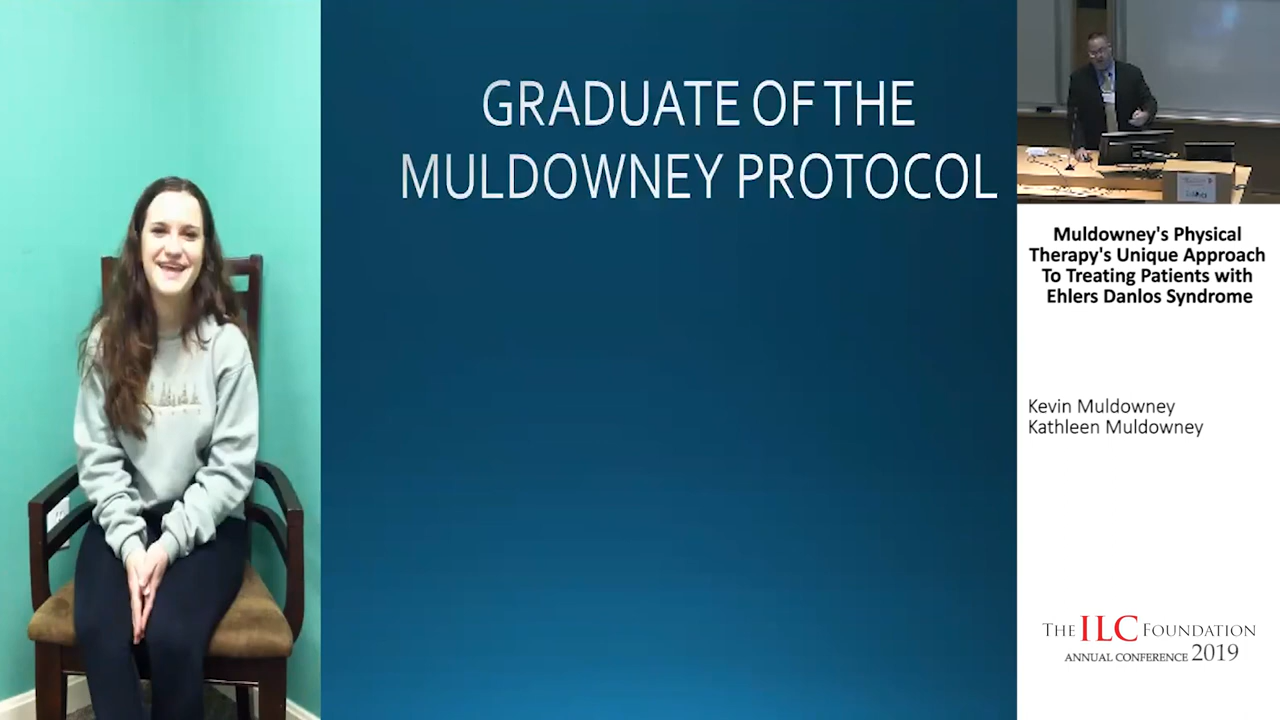 GRADUATE OF THE
MULDOWNEY PROTOCOL
Muldowney's Physical
Therapy's Unique Approach
To Treating Patients with
Ehlers Danlos Syndrome
Kevin Muldowney
Kathleen Muldowney
THE ILC FOUNDATION
ANNUAL CONFERENCE 2019